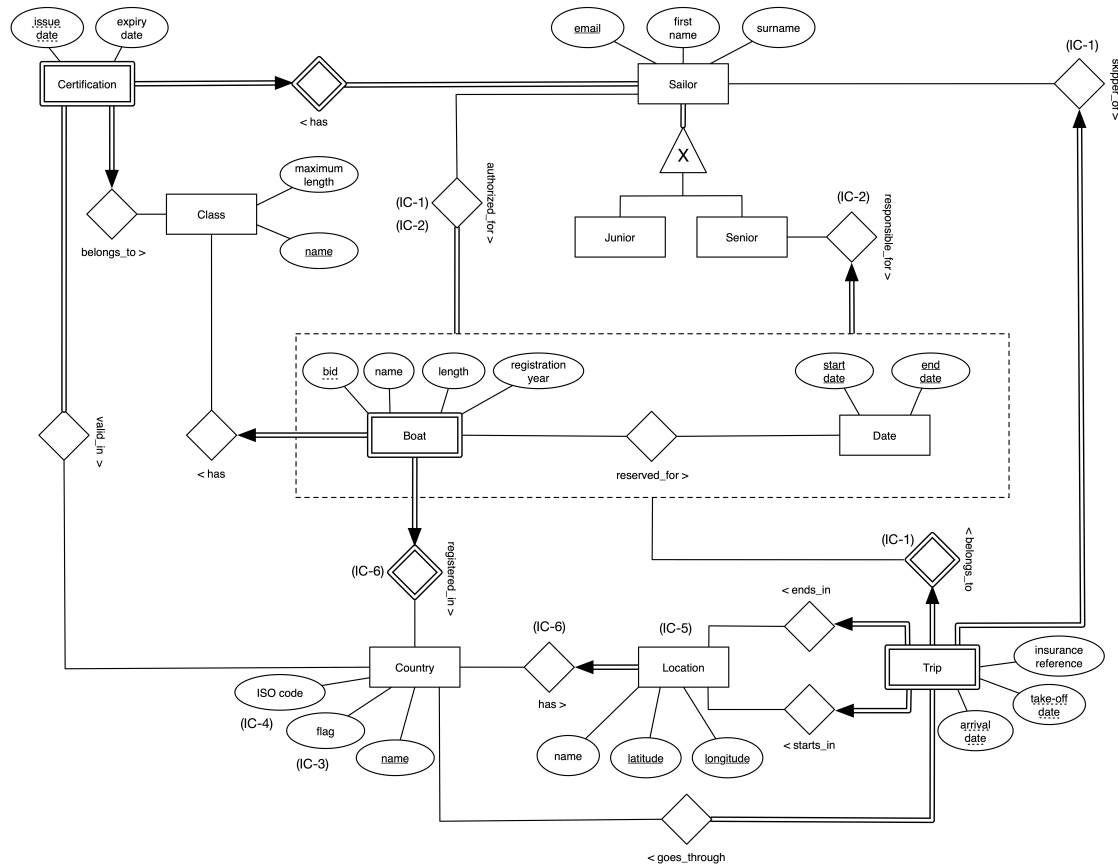 issue
date
expiry
date
email
first
name
surname
(IC-1)
skipper_of >
Certification
Sailor
< has
X
maximum
length
Class
name
belongs_to >
(IC-1)
(IC-2)
authorized_for >
Junior
Senior
(IC-2)
responsible_for >
bid
name
length
registration
year
start
date
end
date
Boat
Date
reserved_for >
valid_in >
< has
(IC-6)
registered_in >
(IC-1)
< belongs_to
< ends_in
(IC-6)
(IC-5)
Country
Location
Trip
insurance
reference
ISO code
(IC-4)
has >
take-off
date
flag
(IC-3)
name
name
latitude
longitude
< starts_in
arrival
date
< goes_through